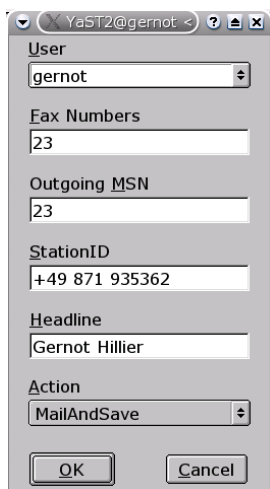 YaST2@gernot <
User
gernot
Fax Numbers
23
Outgoing MSN
23
StationID
+49 871 935362
Headline
Gernot Hillier
Action
MailAndSave
OK
Cancel